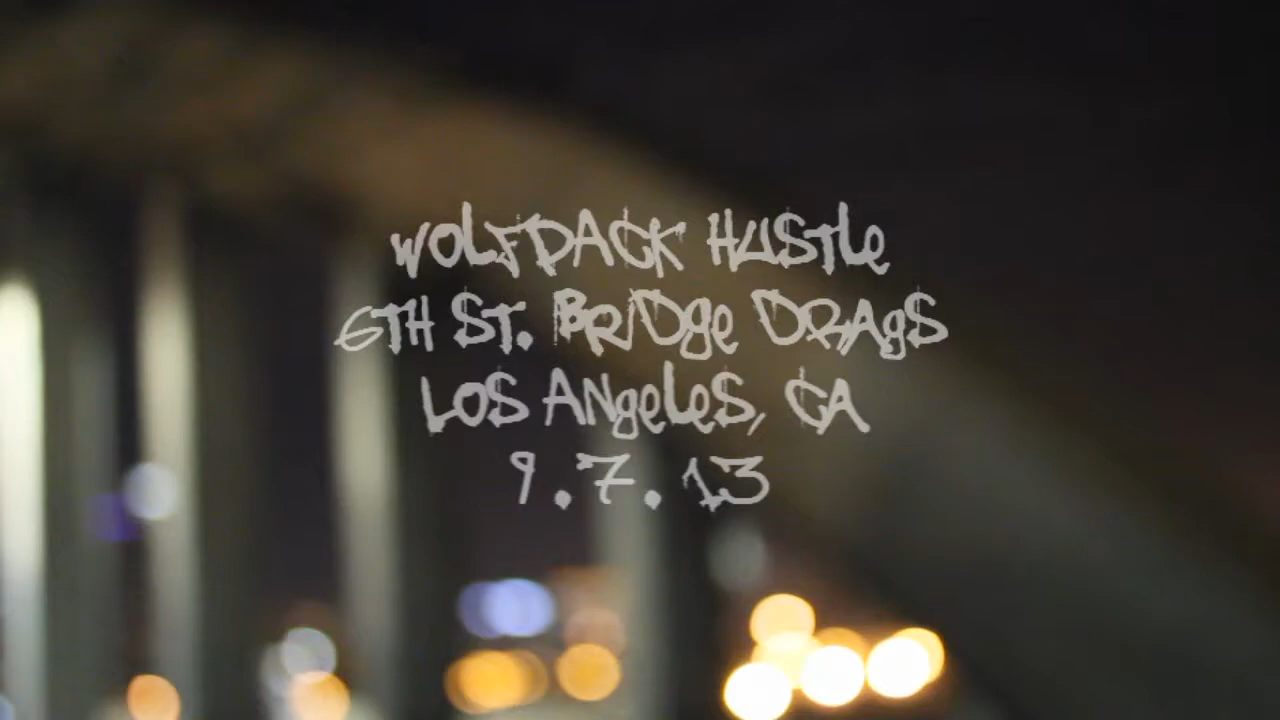 WOLFPACK HUSTLE
6TH ST. BRIDGE DRAGS
LOS ANGELES, CA
9.7.13